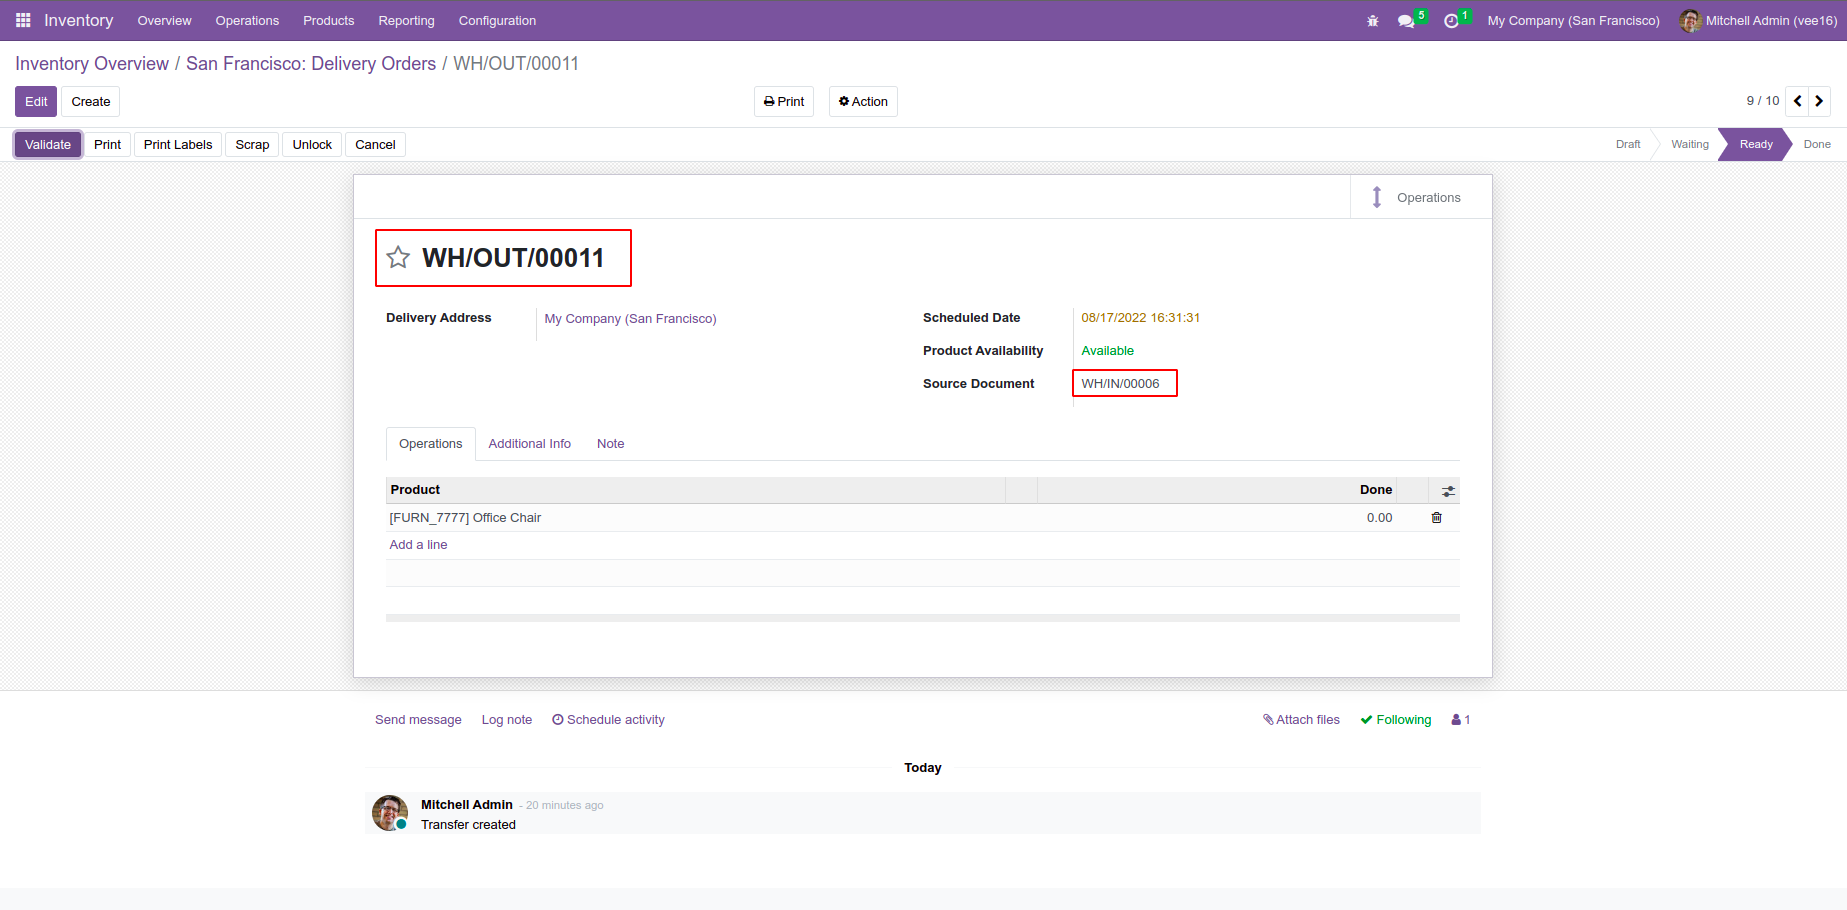 Inventory Overview Operations Products Reporting Configuration 5 1 My Company (San Francisco) Mitchell Admin (vee16)
Inventory Overview / San Francisco: Delivery Orders / WH/OUT/00011
Edit Create Print Action 9 / 10
Validate Print Print Labels Scrap Unlock Cancel Draft Waiting Ready Done
Operations
WH/OUT/00011
Delivery Address My Company (San Francisco) Scheduled Date 08/17/2022 16:31:31
Product Availability Available
Source Document WH/IN/00006
Operations Additional Info Note
Product Done
[FURN_7777] Office Chair 0.00
Add a line
Send message Log note Schedule activity Attach files Following 1
Today
Mitchell Admin - 20 minutes ago
Transfer created